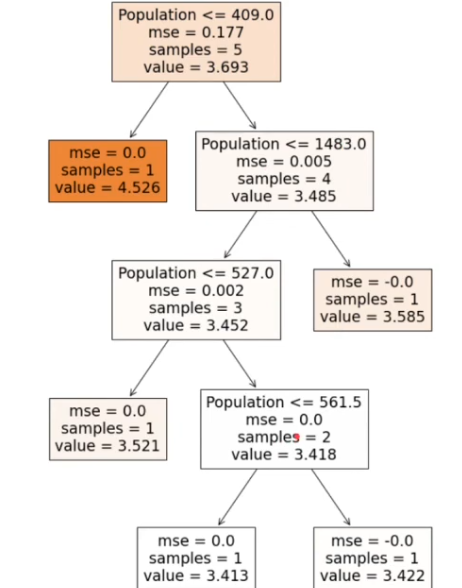 Population <= 409.0
mse = 0.177
samples = 5
value = 3.693
mse = 0.0
samples = 1
value = 4.526
Population <= 1483.0
mse = 0.005
samples = 4
value = 3.485
Population <= 527.0
mse = 0.002
samples = 3
value = 3.452
mse = -0.0
samples = 1
value = 3.585
mse = 0.0
samples = 1
value = 3.521
Population <= 561.5
mse = 0.0
samples = 2
value = 3.418
mse = 0.0
samples = 1
value = 3.413
mse = -0.0
samples = 1
value = 3.422